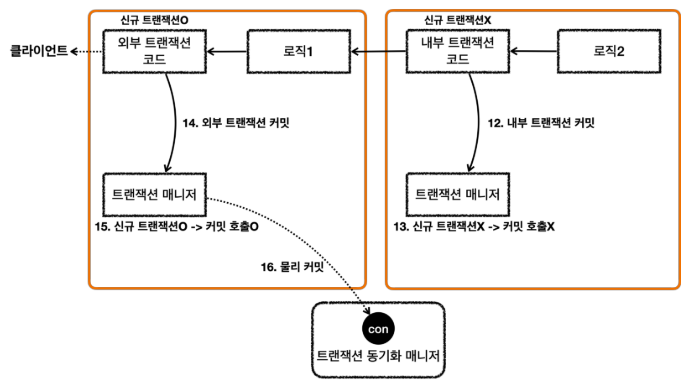 신규 트랜잭션O
신규 트랜잭션X
클라이언트
외부 트랜잭션
코드
로직1
내부 트랜잭션
코드
로직2
14. 외부 트랜잭션 커밋
12. 내부 트랜잭션 커밋
트랜잭션 매니저
트랜잭션 매니저
15. 신규 트랜잭션O -> 커밋 호출O
13. 신규 트랜잭션X -> 커밋 호출X
16. 물리 커밋
con
트랜잭션 동기화 매니저